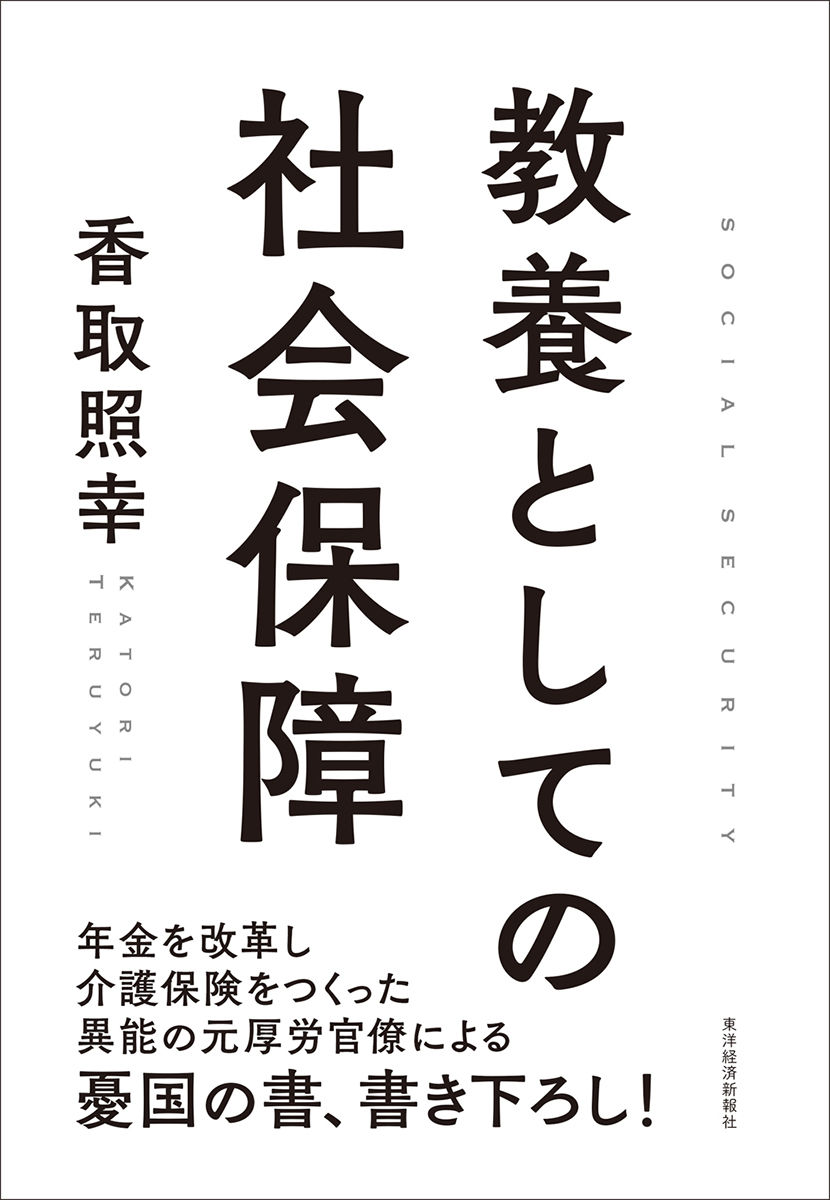 教養としての
社会保障
SOCIAL SECURITY
香取照幸
KATORI
TERUYUKI
年金を改革し
介護保険をつくった
異能の元厚労官僚による
憂国の書、書き下ろし!
東洋経済新報社